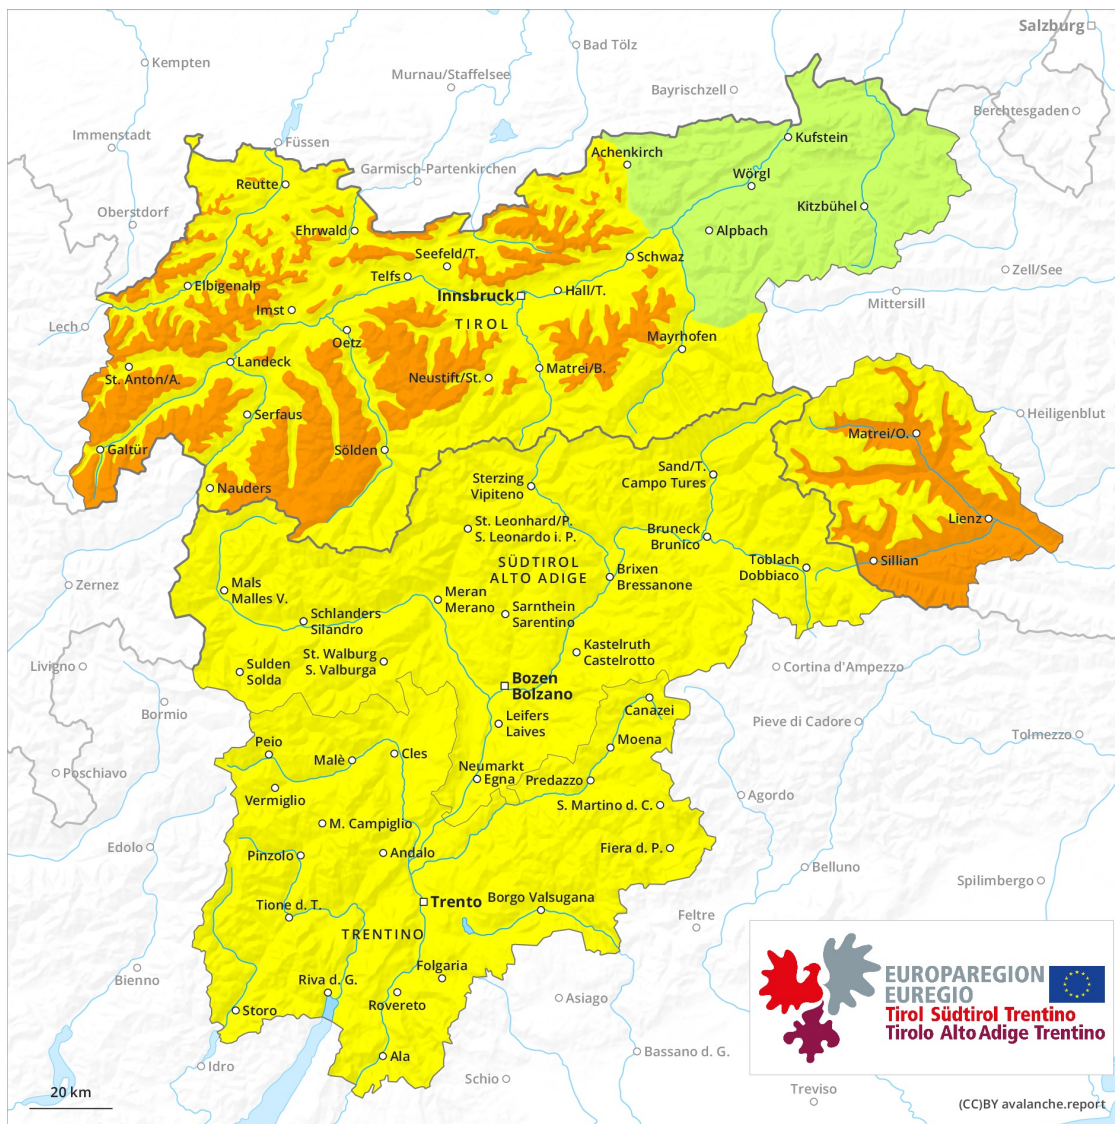 Salzburg
Bad Tölz
Kempten
Murnau/Staffelsee
Bayrischzell
Berchtesgaden
Immenstadt
Füssen
Kufstein
Achenkirch
Garmisch-Partenkirchen
Wörgl
Reutte
Oberstdorf
Kitzbühel
Ehrwald
Alpbach
Seefeld/T.
Schwaz
Zell/See
Telfs
Elbigenalp
Hall/T.
Innsbruck
Mittersill
Imst
TIROL
Lech
Oetz
Mayrhofen
Landeck
Matrei/B.
St. Anton/A.
Neustift/St.
Serfaus
Heiligenblut
Matrei/O.
Galtür
Sölden
Sand/T.
Campo Tures
Sterzing
Vipiteno
Nauders
Lienz
St. Leonhard/P.
S. Leonardo i. P.
Bruneck
Brunico
SÜDTIROL
ALTO ADIGE
Toblach
Dobbiaco
Sillian
Brixen
Bressanone
Zernez
Mals
Malles V.
Meran
Merano
Sarnthein
Sarentino
Schlanders
Silandro
Kastelruth
Castelrotto
St. Walburg
S. Valburga
Livigno
Sulden
Solda
Cortina d'Ampezzo
Bozen
Bolzano
Canazei
Bormio
Leifers
Laives
Pieve di Cadore
Tolmezzo
Moena
Peio
Cles
Malè
Neumarkt
Egna
Predazzo
Poschiavo
Vermiglio
Agordo
S. Martino d. C.
M. Campiglio
Edolo
Pinzolo
Andalo
Fiera d. P.
Belluno
Spilimbergo
Trento
Borgo Valsugana
Tione d. T.
Feltre
TRENTINO
Folgaria
Bienno
Riva d. G.
Rovereto
Asiago
Storo
EUROPAREGION
EUREGIO
Tirol Südtirol Trentino
Tirolo Alto Adige Trentino
Ala
Bassano d. G.
Idro
Schio
Treviso
20 km
(CC)BY avalanche.report